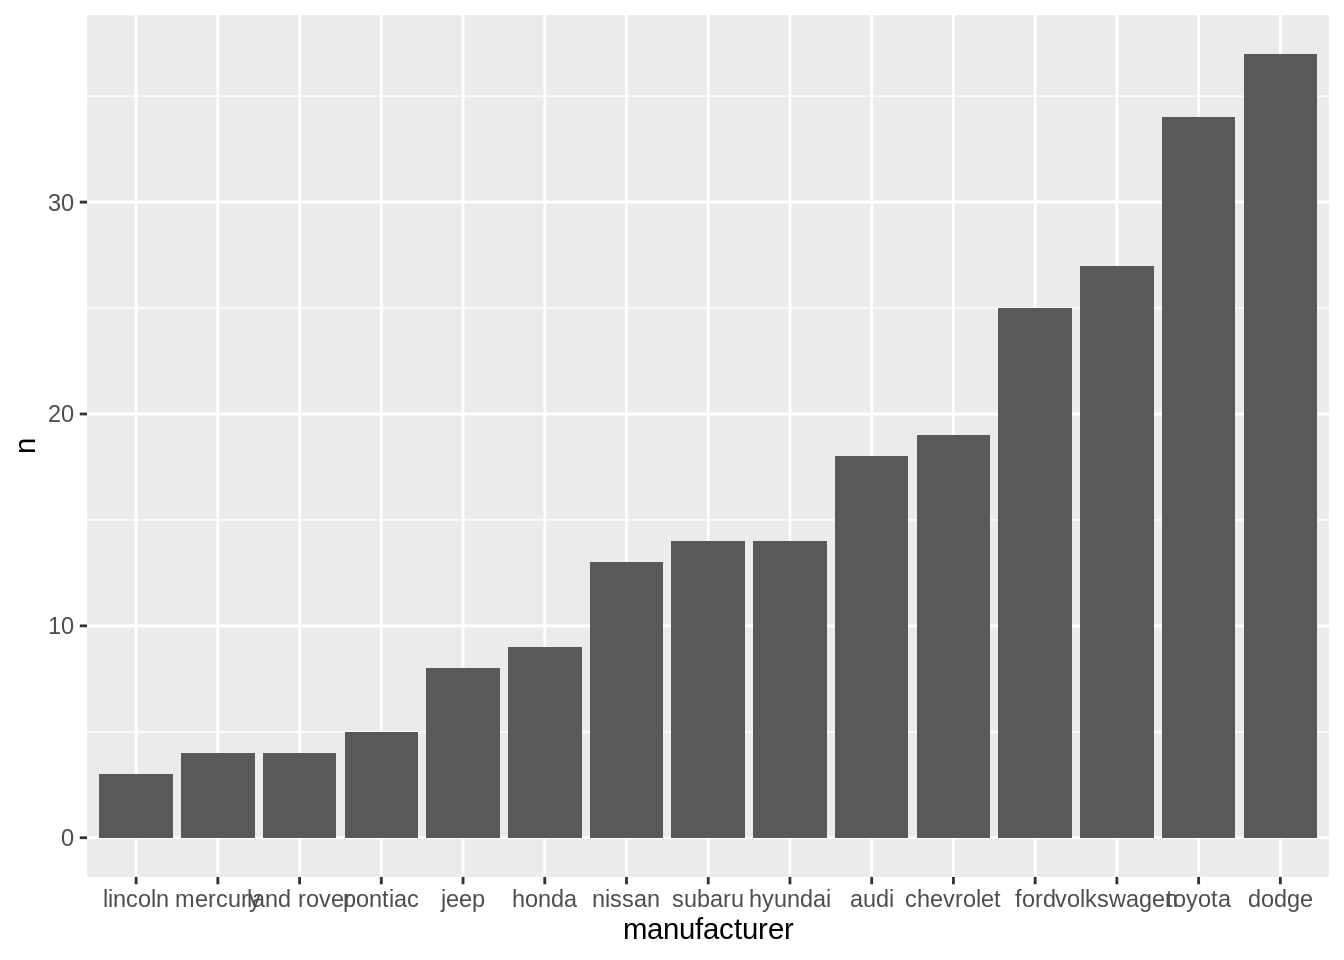 30
20
10
0
n
lincoln mercury land rover pontiac jeep honda nissan subaru hyundai audi chevrolet ford volkswagen toyota dodge
manufacturer